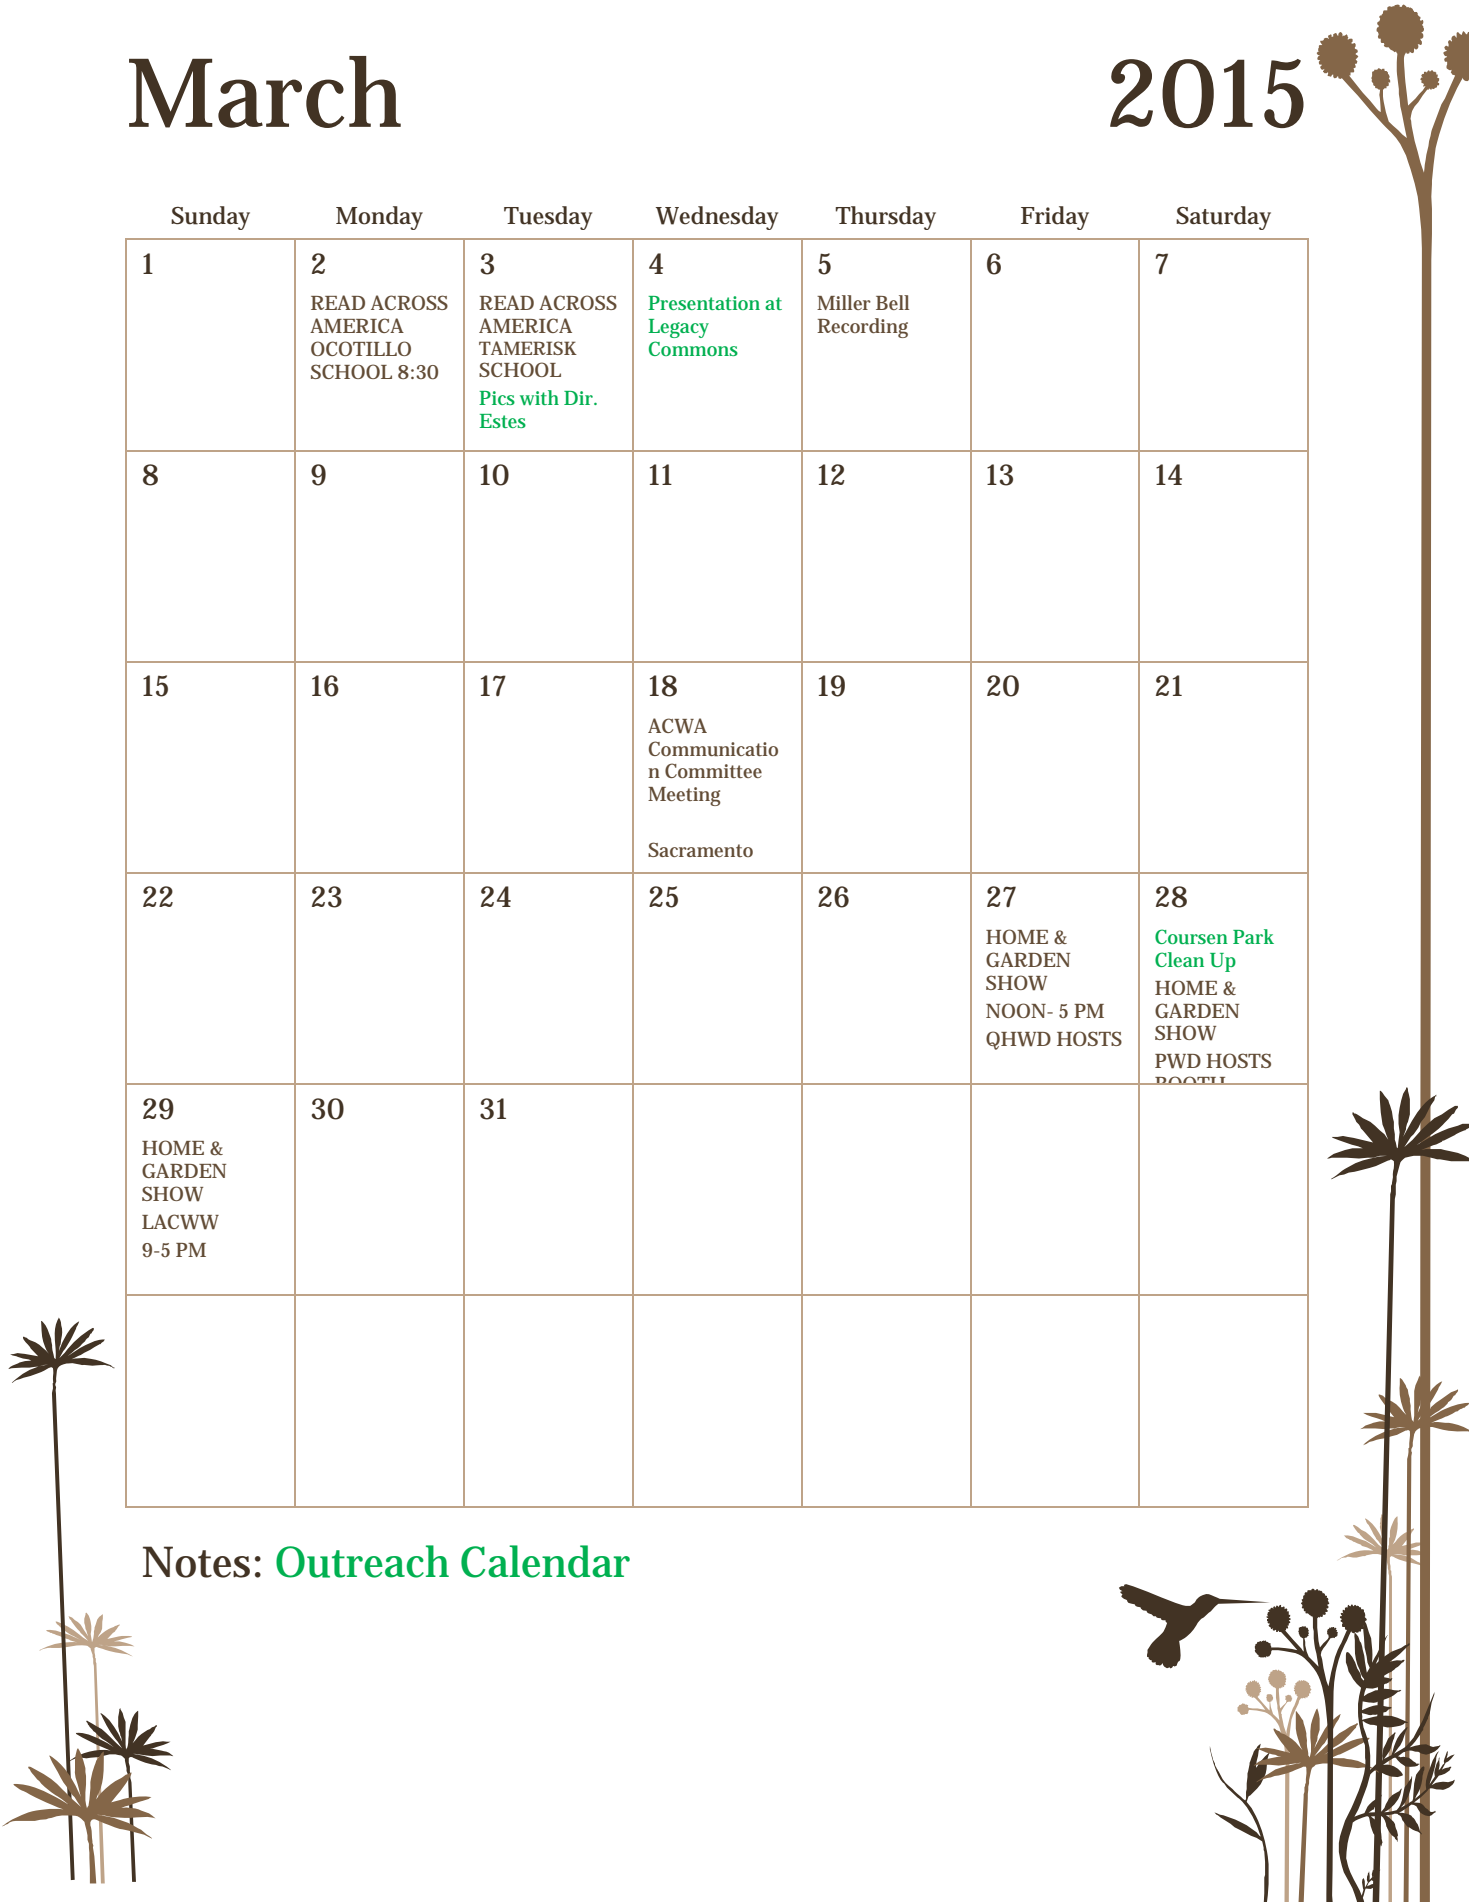 March 2015
Sunday Monday Tuesday Wednesday Thursday Friday Saturday
1
2
READ ACROSS
AMERICA
OCOTILLO
SCHOOL 8:30
3
READ ACROSS
AMERICA
TAMERISK
SCHOOL
Pics with Dir.
Estes
4
Presentation at
Legacy
Commons
5
Miller Bell
Recording
6
7
8
9
10
11
12
13
14
15
16
17
18
ACWA
Communicatio
n Committee
Meeting
Sacramento
19
20
21
22
23
24
25
26
27
HOME &
GARDEN
SHOW
NOON- 5 PM
QHWD HOSTS
28
Coursen Park
Clean Up
HOME &
GARDEN
SHOW
PWD HOSTS
BOOTH
29
HOME &
GARDEN
SHOW
LACWW
9-5 PM
30
31
Notes: Outreach Calendar